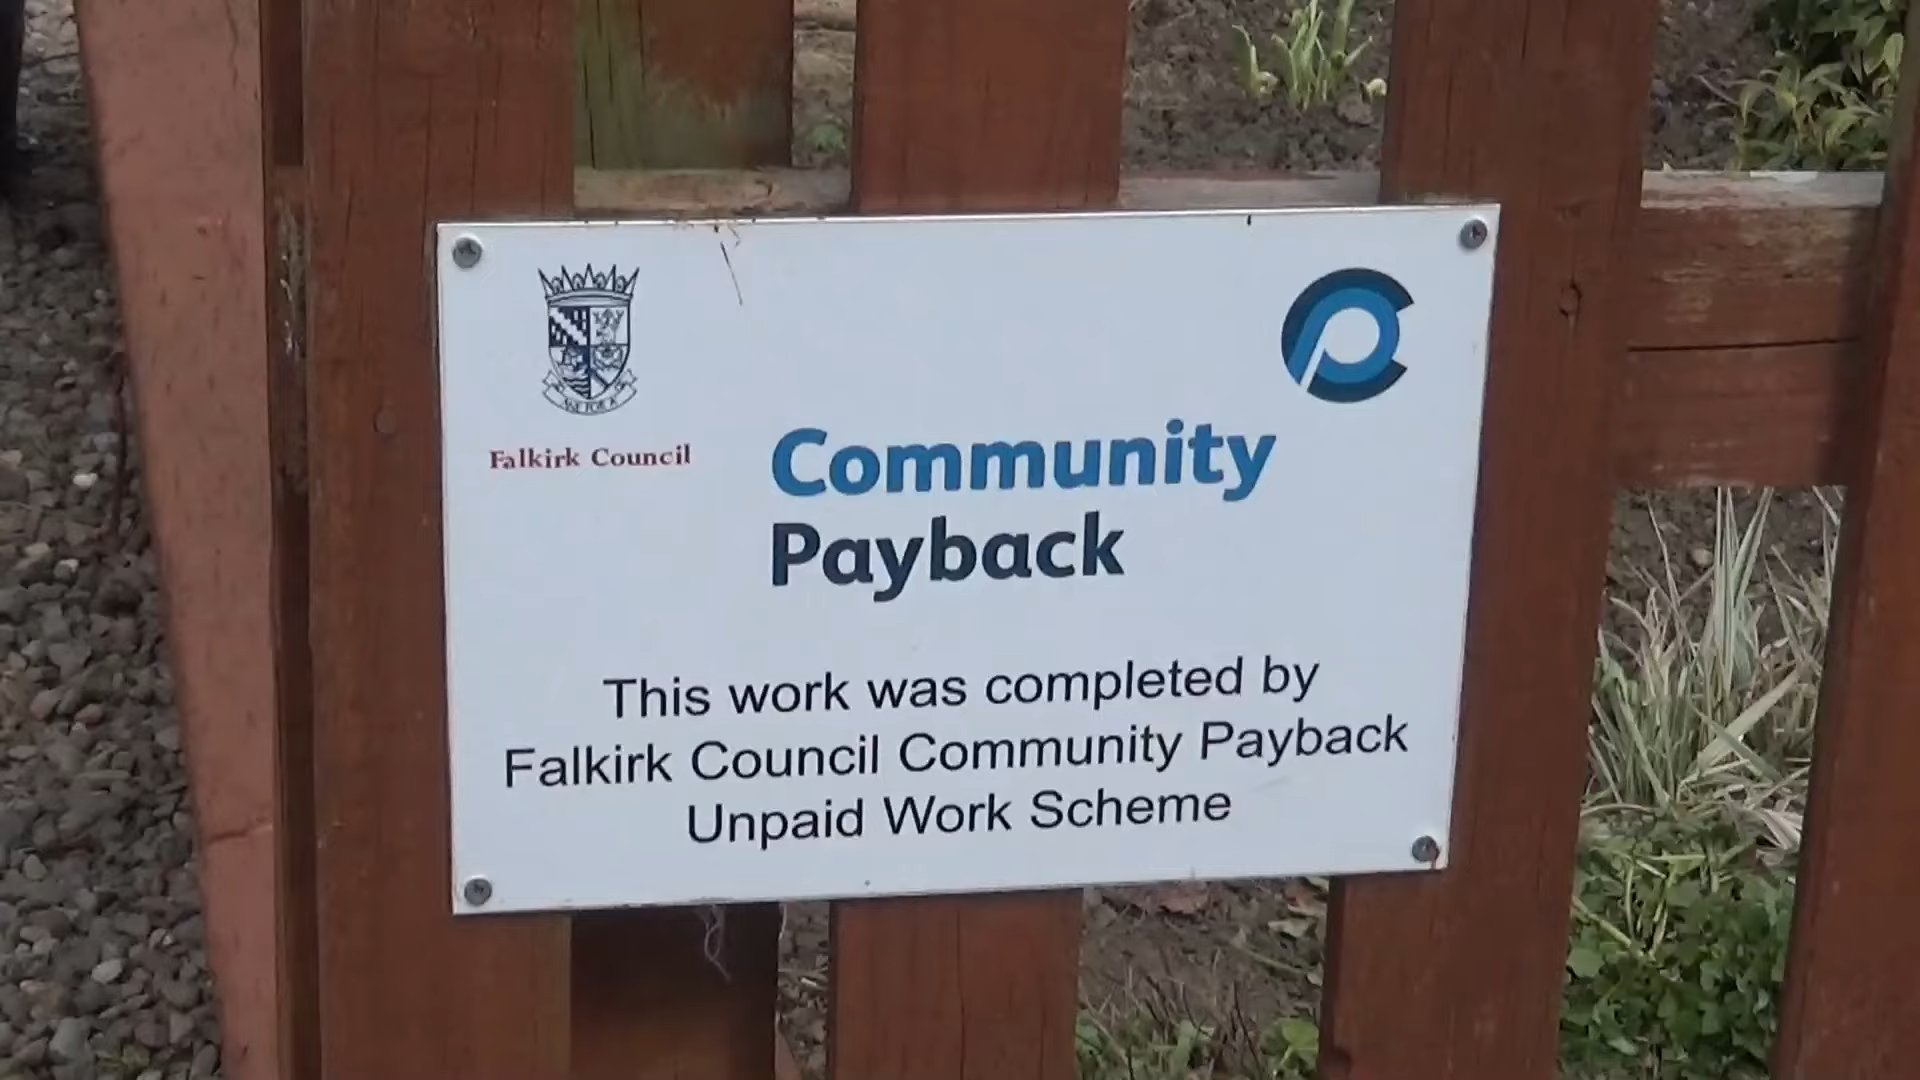 Falkirk Council
Community
Payback
This work was completed by
Falkirk Council Community Payback
Unpaid Work Scheme